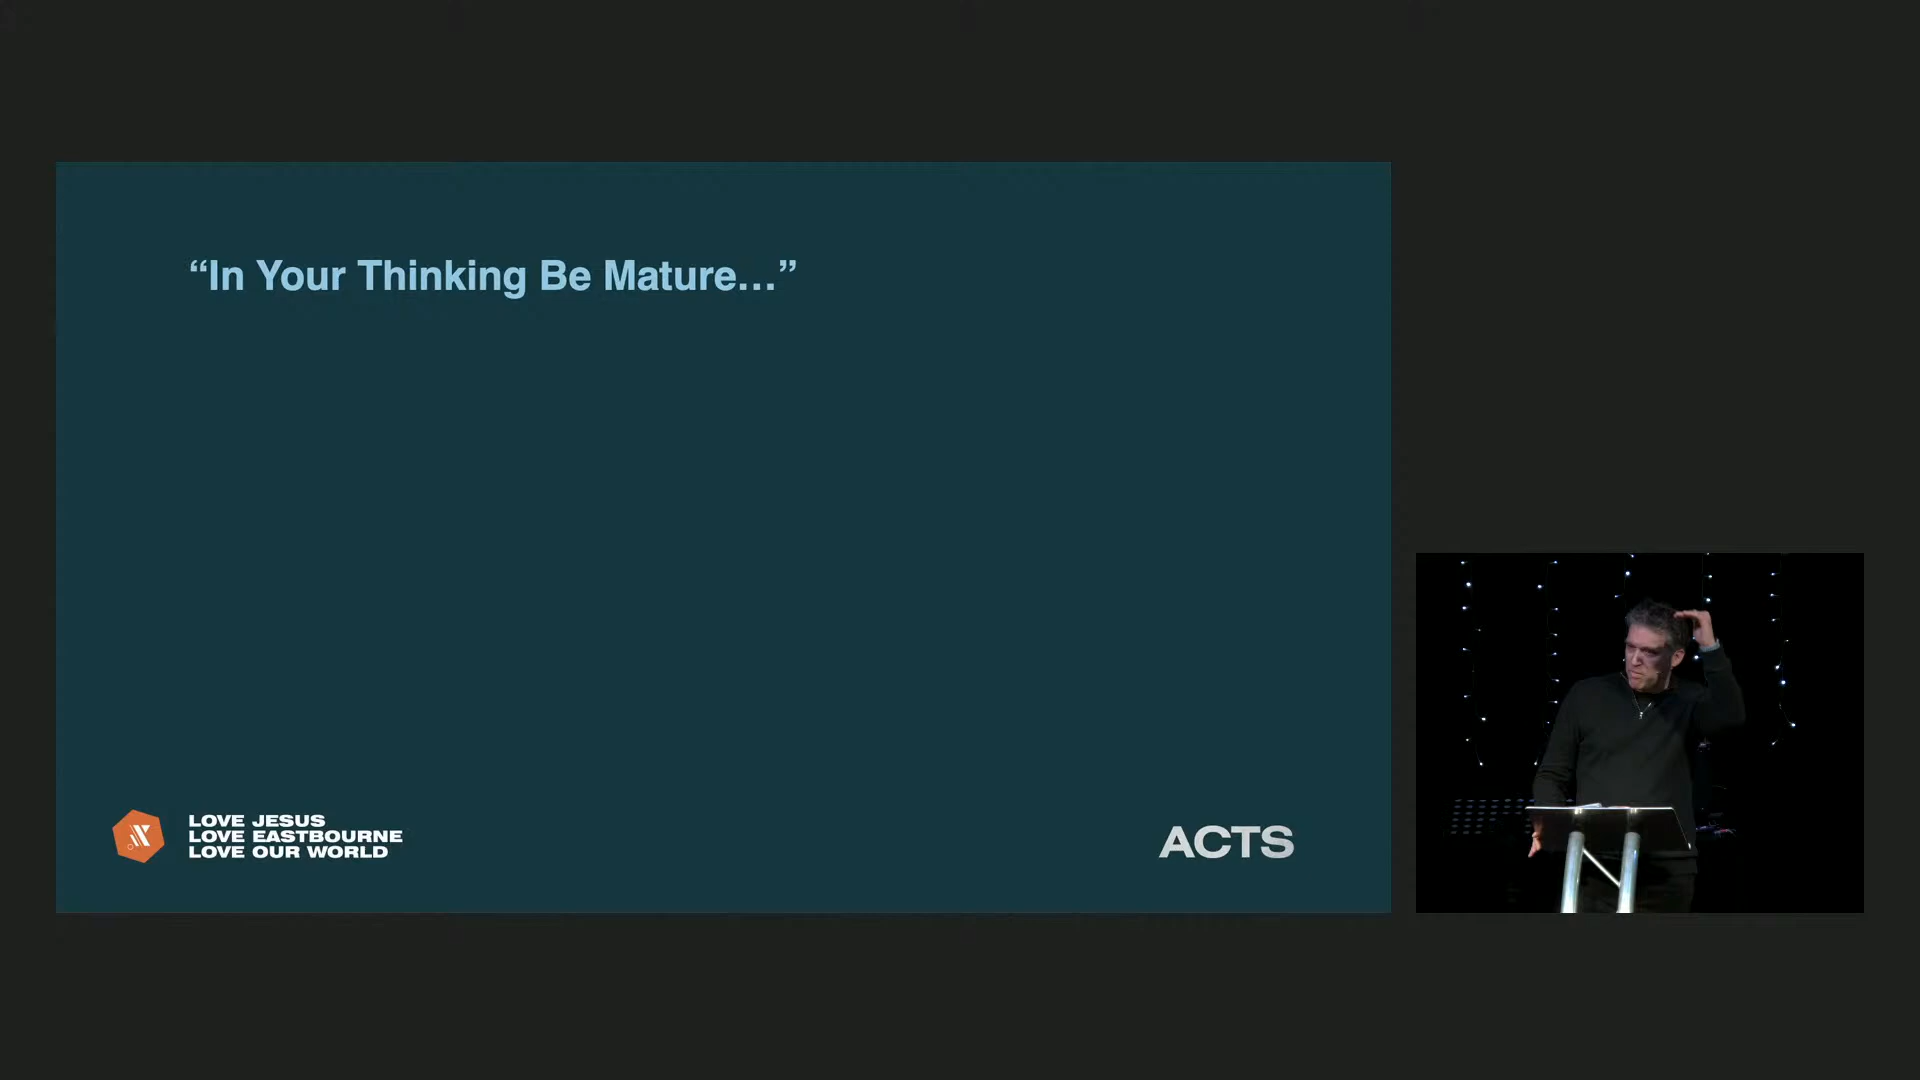 “In Your Thinking Be Mature…”
LOVE JESUS
LOVE EASTBOURNE
LOVE OUR WORLD
ACTS